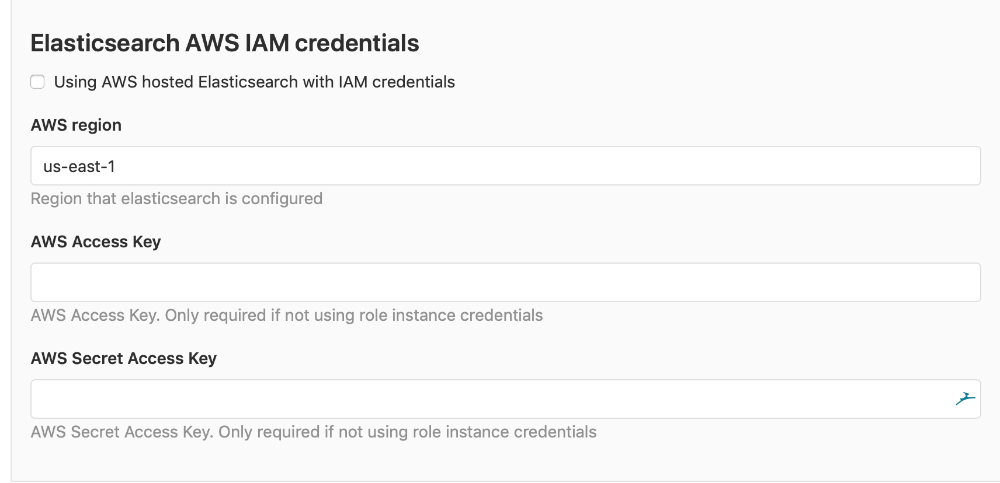 Elasticsearch AWS IAM credentials
Using AWS hosted Elasticsearch with IAM credentials
AWS region
us-east-1
Region that elasticsearch is configured
AWS Access Key
AWS Access Key. Only required if not using role instance credentials
AWS Secret Access Key
AWS Secret Access Key. Only required if not using role instance credentials